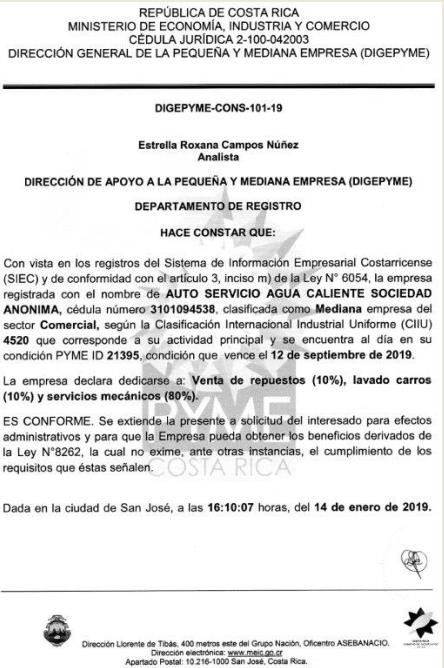 REPÚBLICA DE COSTA RICA
MINISTERIO DE ECONOMÍA, INDUSTRIA Y COMERCIO
CÉDULA JURÍDICA 2-100-042003
DIRECCIÓN GENERAL DE LA PEQUEÑA Y MEDIANA EMPRESA (DIGEPYME)
DIGEPYME-CONS-101-19
Estrella Roxana Campos Núñez
Analista
DIRECCIÓN DE APOYO A LA PEQUEÑA Y MEDIANA EMPRESA (DIGEPYME)
DEPARTAMENTO DE REGISTRO
HACE CONSTAR QUE:
Con vista en los registros del Sistema de Información Empresarial Costarricense
(SIEC) y de conformidad con el artículo 3, inciso m) de la Ley N° 6054, la empresa
registrada con el nombre de AUTO SERVICIO AGUA CALIENTE SOCIEDAD
ANONIMA, cédula número 3101094538, clasificada como Mediana empresa del
sector Comercial, según la Clasificación Internacional Industrial Uniforme (CIIU)
4520 que corresponde a su actividad principal y se encuentra al día en su
condición PYME ID 21395, condición que vence el 12 de septiembre de 2019.
La empresa declara dedicarse a: Venta de repuestos (10%), lavado carros
(10%) y servicios mecánicos (80%).
ES CONFORME. Se extiende la presente a solicitud del interesado para efectos
administrativos y para que la Empresa pueda obtener los beneficios derivados de
la Ley N°8262, la cual no exime, ante otras instancias, el cumplimiento de los
requisitos que éstas señalen.
PYME
COSTA RICA
Dada en la ciudad de San José, a las 16:10:07 horas, del 14 de enero de 2019.
Dirección Llorente de Tibás, 400 metros este del Grupo Nación, Oficentro ASEBANACIO.
Dirección electrónica: www.meic.go.cr
Apartado Postal: 10.216-1000 San José, Costa Rica.